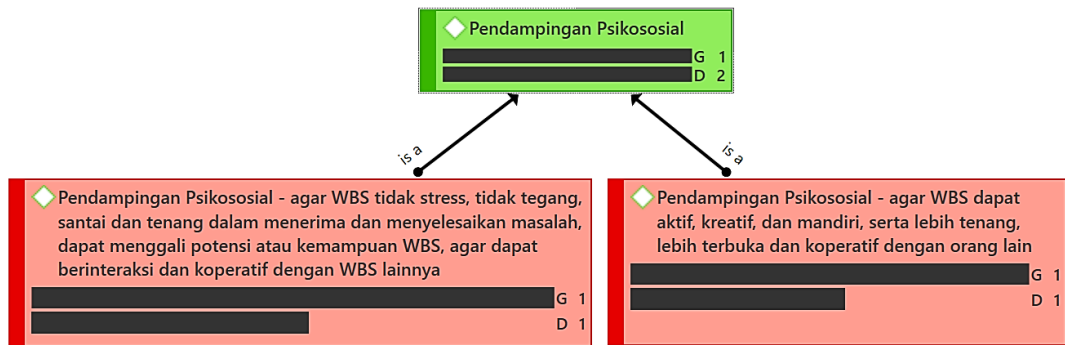 Pendampingan Psikososial
G 1
D 2
is a
is a
Pendampingan Psikososial - agar WBS tidak stress, tidak tegang,
santai dan tenang dalam menerima dan menyelesaikan masalah,
dapat menggali potensi atau kemampuan WBS, agar dapat
berinteraksi dan koperatif dengan WBS lainnya
G 1
D 1
Pendampingan Psikososial - agar WBS dapat
aktif, kreatif, dan mandiri, serta lebih tenang,
lebih terbuka dan koperatif dengan orang lain
G 1
D 1